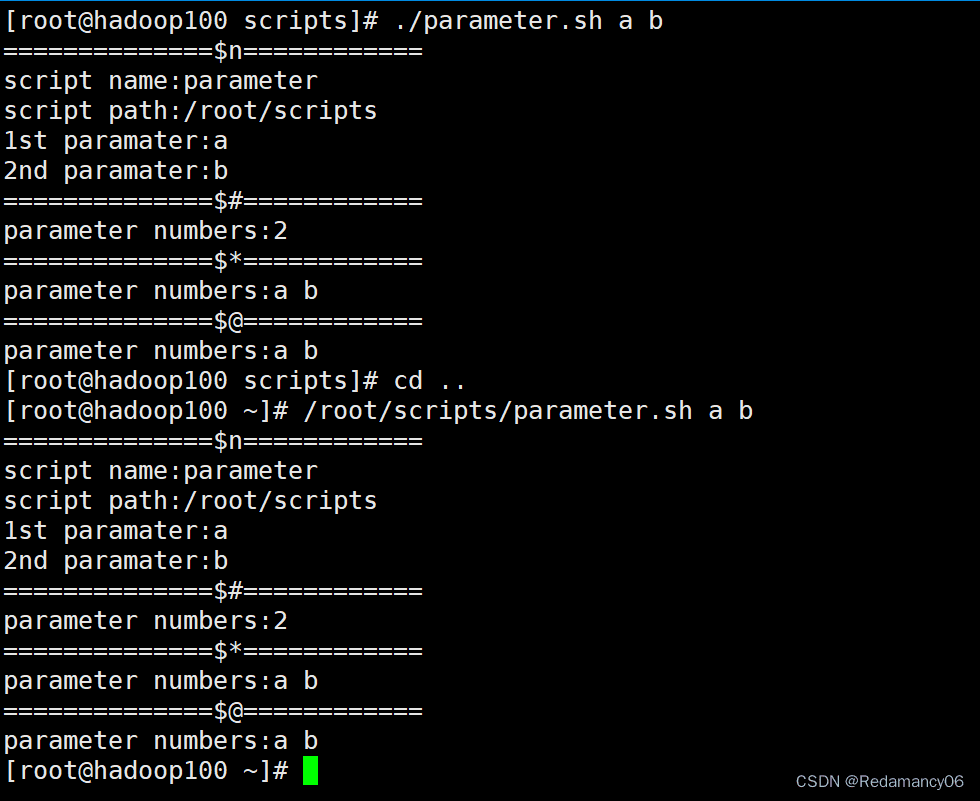 [root@hadoop100 scripts]# ./parameter.sh a b
==============$n============
script name:parameter
script path:/root/scripts
1st paramater:a
2nd paramater:b
==============$#============
parameter numbers:2
==============$*============
parameter numbers:a b
==============$@============
parameter numbers:a b
[root@hadoop100 scripts]# cd ..
[root@hadoop100 ~]# /root/scripts/parameter.sh a b
==============$n============
script name:parameter
script path:/root/scripts
1st paramater:a
2nd paramater:b
==============$#============
parameter numbers:2
==============$*============
parameter numbers:a b
==============$@============
parameter numbers:a b
[root@hadoop100 ~]#
CSDN @Redamancy06